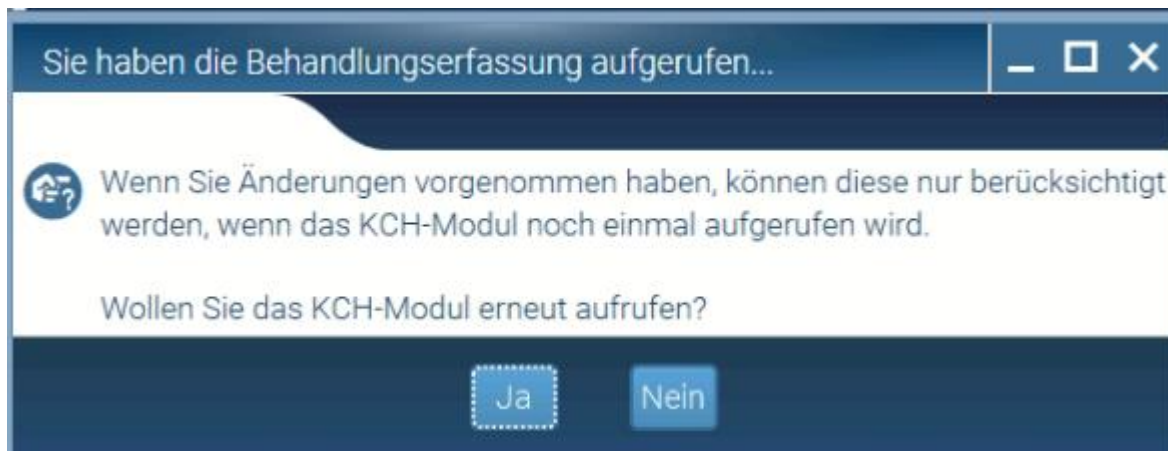 Sie haben die Behandlungserfassung aufgerufen...
Wenn Sie Änderungen vorgenommen haben, können diese nur berücksichtigt
werden, wenn das KCH-Modul noch einmal aufgerufen wird.
Wollen Sie das KCH-Modul erneut aufrufen?
Ja Nein